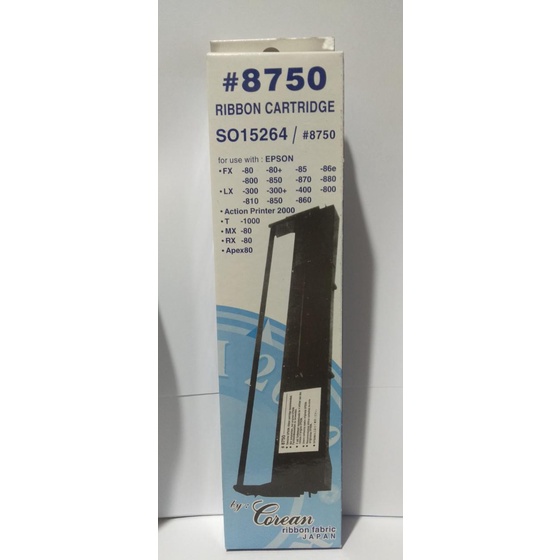 #8750
RIBBON CARTRIDGE
SO15264 / #8750
for use with : EPSON
• FX -80 -80+ -85 -86e
-800 -850 -870 -880
• LX -300 -300+ -400 -800
-810 -850 -860
• Action Printer 2000
• T -1000
• MX -80
• RX -80
• Apex80
# 8750
by : Corean
ribbon fabric
JAPAN